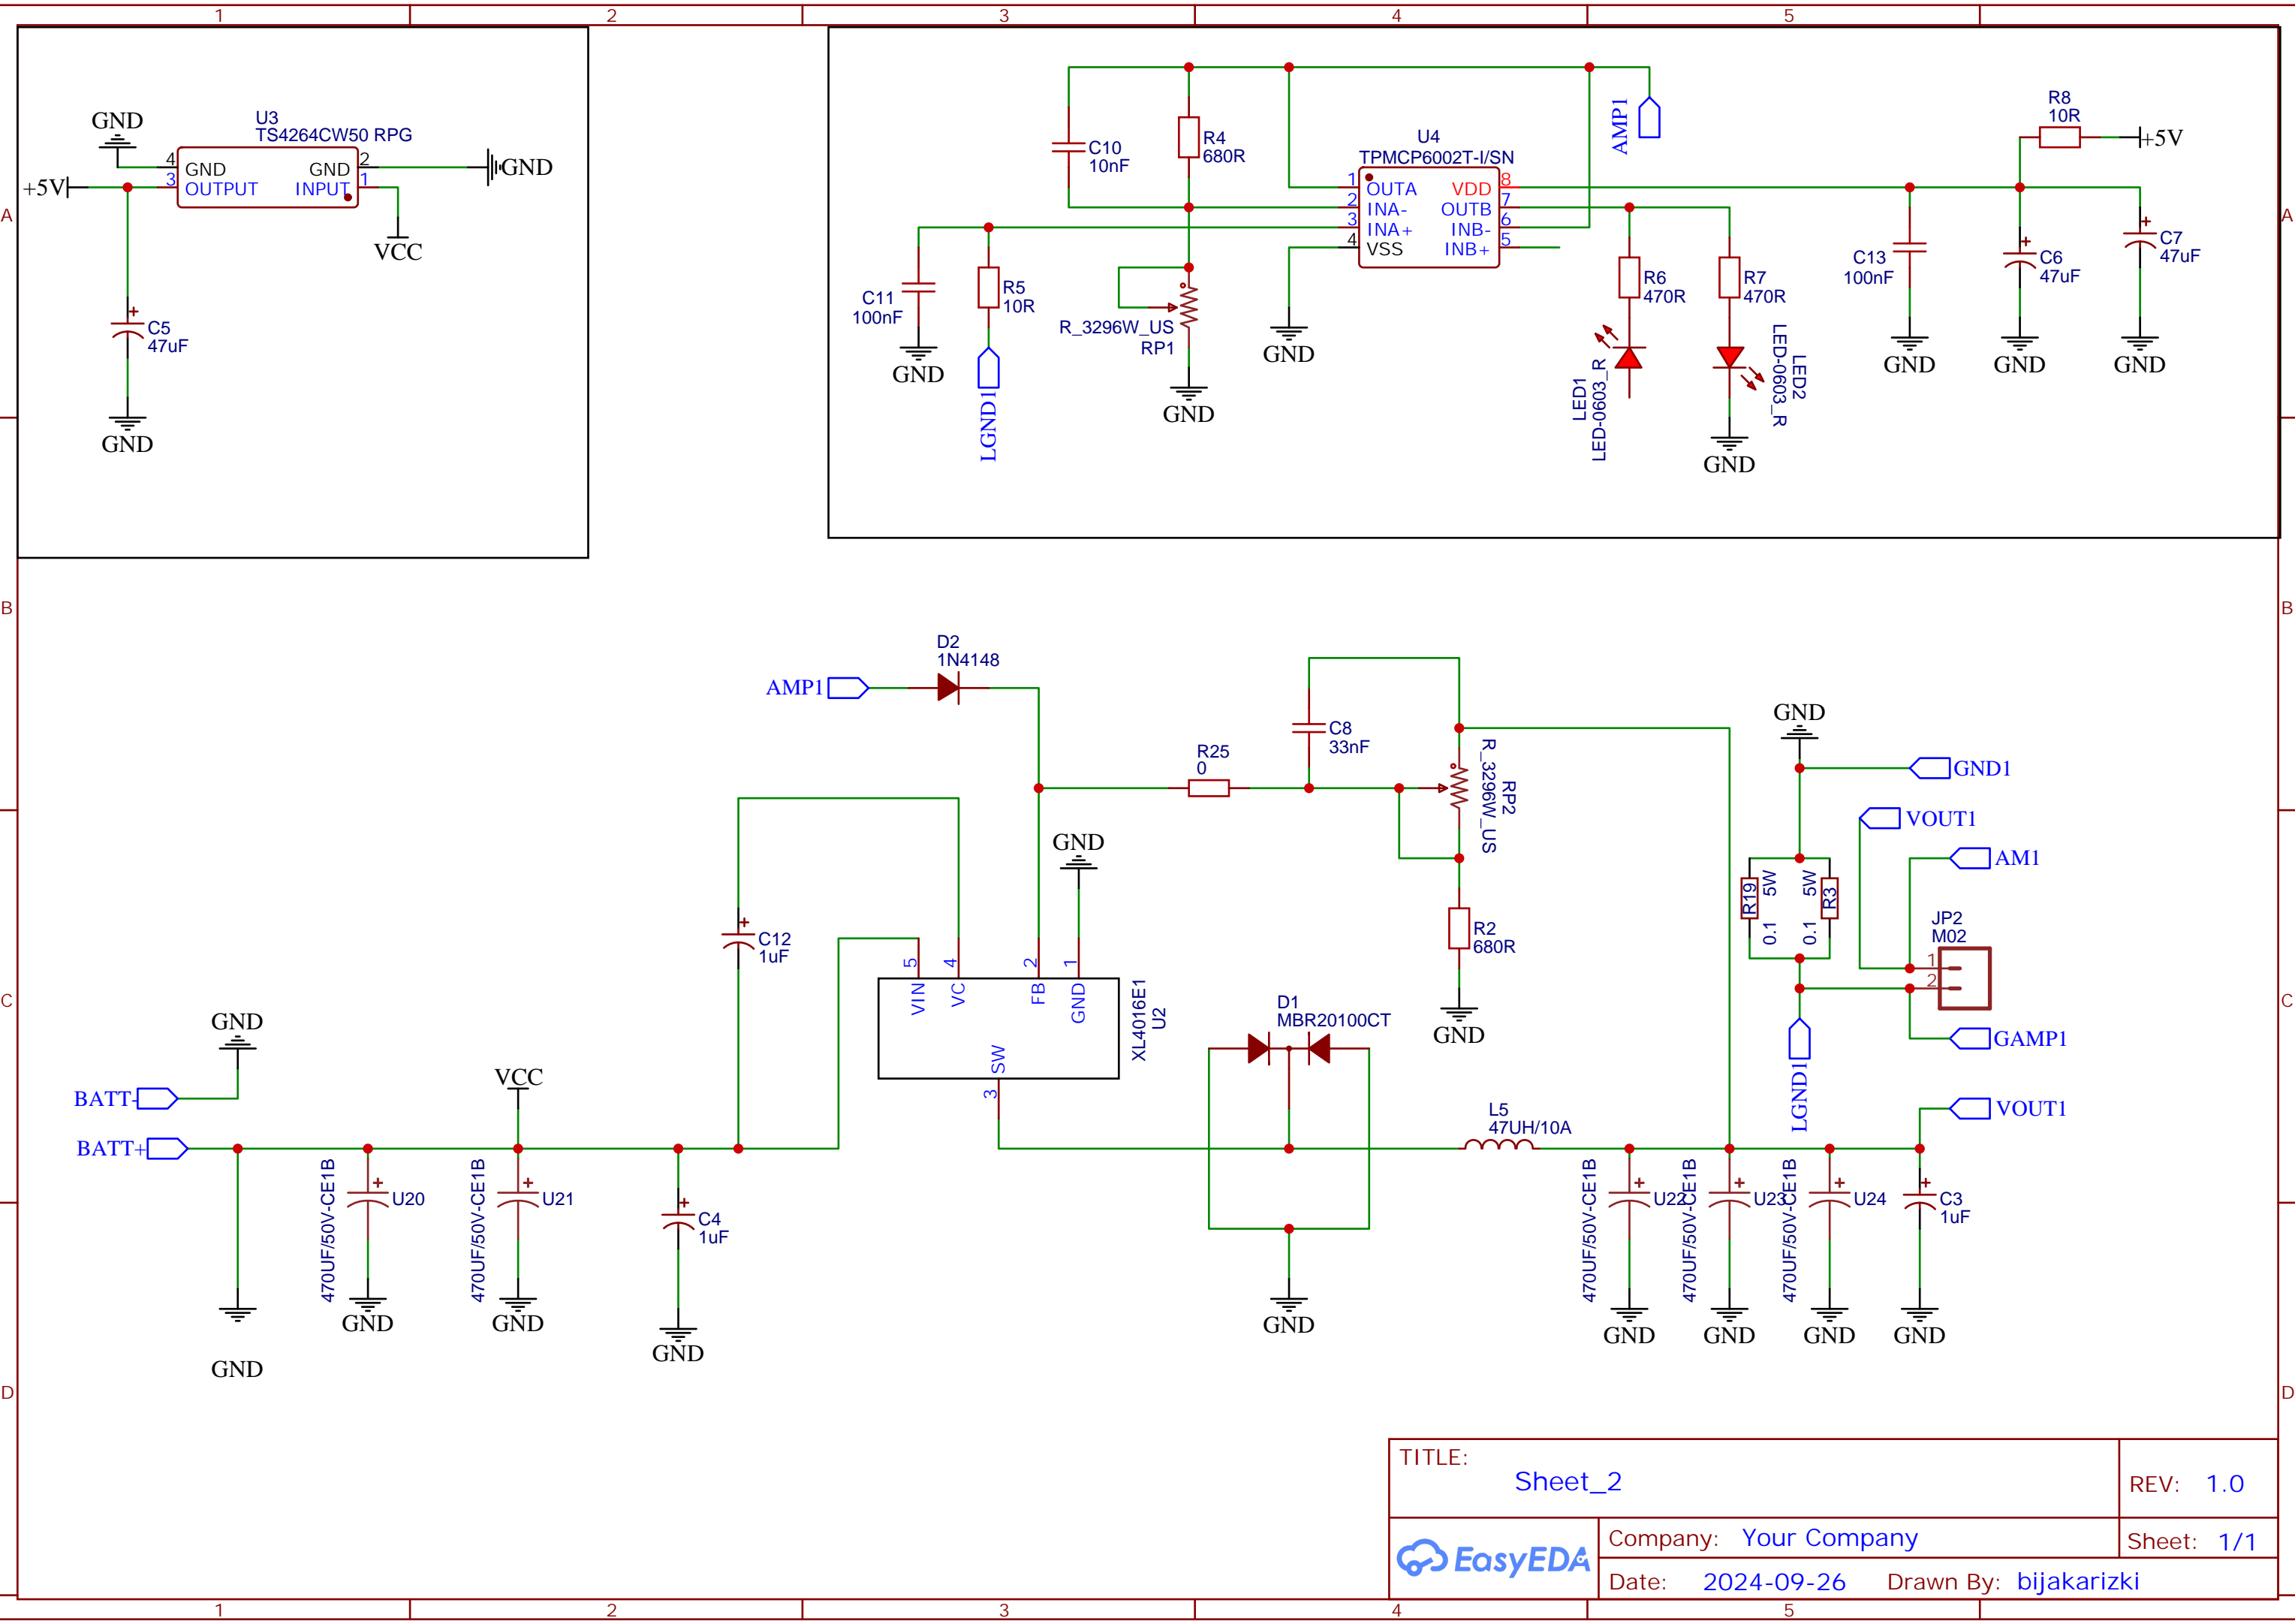 1 2 3 4 5
A
B
C
D
A
B
C
D
1 2 3 4 5
GND
U3
TS4264CW50 RPG
4 GND GND 2
3 OUTPUT INPUT 1
+5V
GND
VCC
C5
47uF
GND
C10
10nF
R4
680R
U4
TPMCP6002T-I/SN
1 OUTA VDD 8
2 INA- OUTB 7
3 INA+ INB- 6
4 VSS INB+ 5
AMP1
R8
10R
+5V
C11
100nF
GND
R5
10R
LGND1
R_3296W_US
RP1
GND
GND
R6
470R
R7
470R
LED1
LED-0603_R
LED2
LED-0603_R
GND
C13
100nF
GND
C6
47uF
GND
C7
47uF
GND
AMP1
D2
1N4148
R25
0
C8
33nF
RP2
R_3296W_US
R2
680R
GND
GND
C12
1uF
5 4 2 1
VIN VC FB GND
SW
3
XL4016E1
U2
D1
MBR20100CT
GND
L5
47UH/10A
GND
GND1
VOUT1
AM1
R19
0.1 5W
0.1 5W
R3
JP2
M02
1
2
GAMP1
LGND1
VOUT1
GND
BATT-
BATT+
VCC
GND
470UF/50V-CE1B
U20
GND
470UF/50V-CE1B
U21
GND
C4
1uF
GND
470UF/50V-CE1B
U22
GND
470UF/50V-CE1B
U23
GND
470UF/50V-CE1B
U24
GND
C3
1uF
GND
TITLE:
Sheet_2
REV: 1.0
EasyEDA
Company: Your Company
Sheet: 1/1
Date: 2024-09-26 Drawn By: bijakarizki